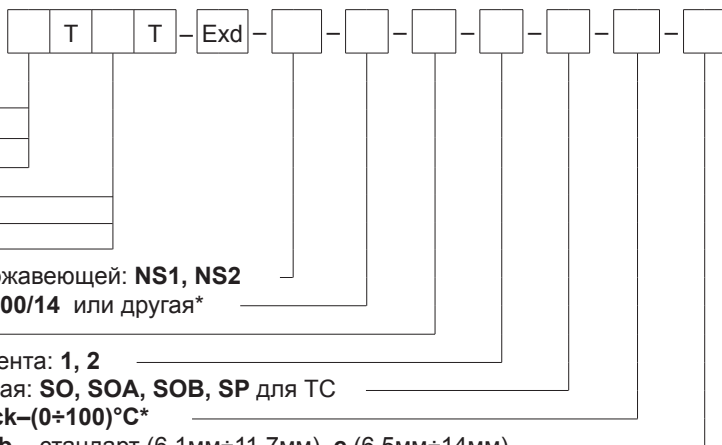 Т Т – Exd – – – – – –
ржавеющей: NS1, NS2
00/14 или другая*
ента: 1, 2
ая: SO, SOA, SOB, SP для ТС
ck–(0÷100)°C*
b – стандарт (6,1мм÷11,7мм), c (6,5мм÷14мм)